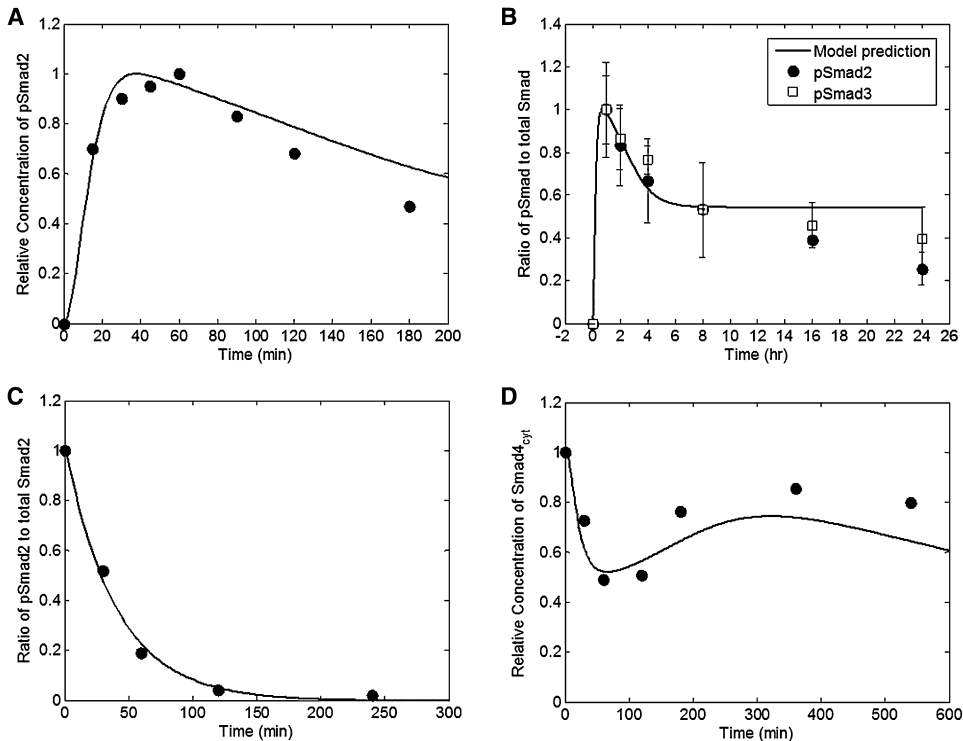 A
Relative Concentration of pSmad2
1.2
1
0.8
0.6
0.4
0.2
0
0 20 40 60 80 100 120 140 160 180 200
Time (min)
B
Ratio of pSmad to total Smad
1.4
1.2
1
0.8
0.6
0.4
0.2
0
-2 0 2 4 6 8 10 12 14 16 18 20 22 24 26
Time (hr)
Model prediction
pSmad2
pSmad3
C
Ratio of pSmad2 to total Smad2
1.2
1
0.8
0.6
0.4
0.2
0
0 50 100 150 200 250 300
Time (min)
D
Relative Concentration of Smad4cyt
1.2
1
0.8
0.6
0.4
0.2
0
0 100 200 300 400 500 600
Time (min)